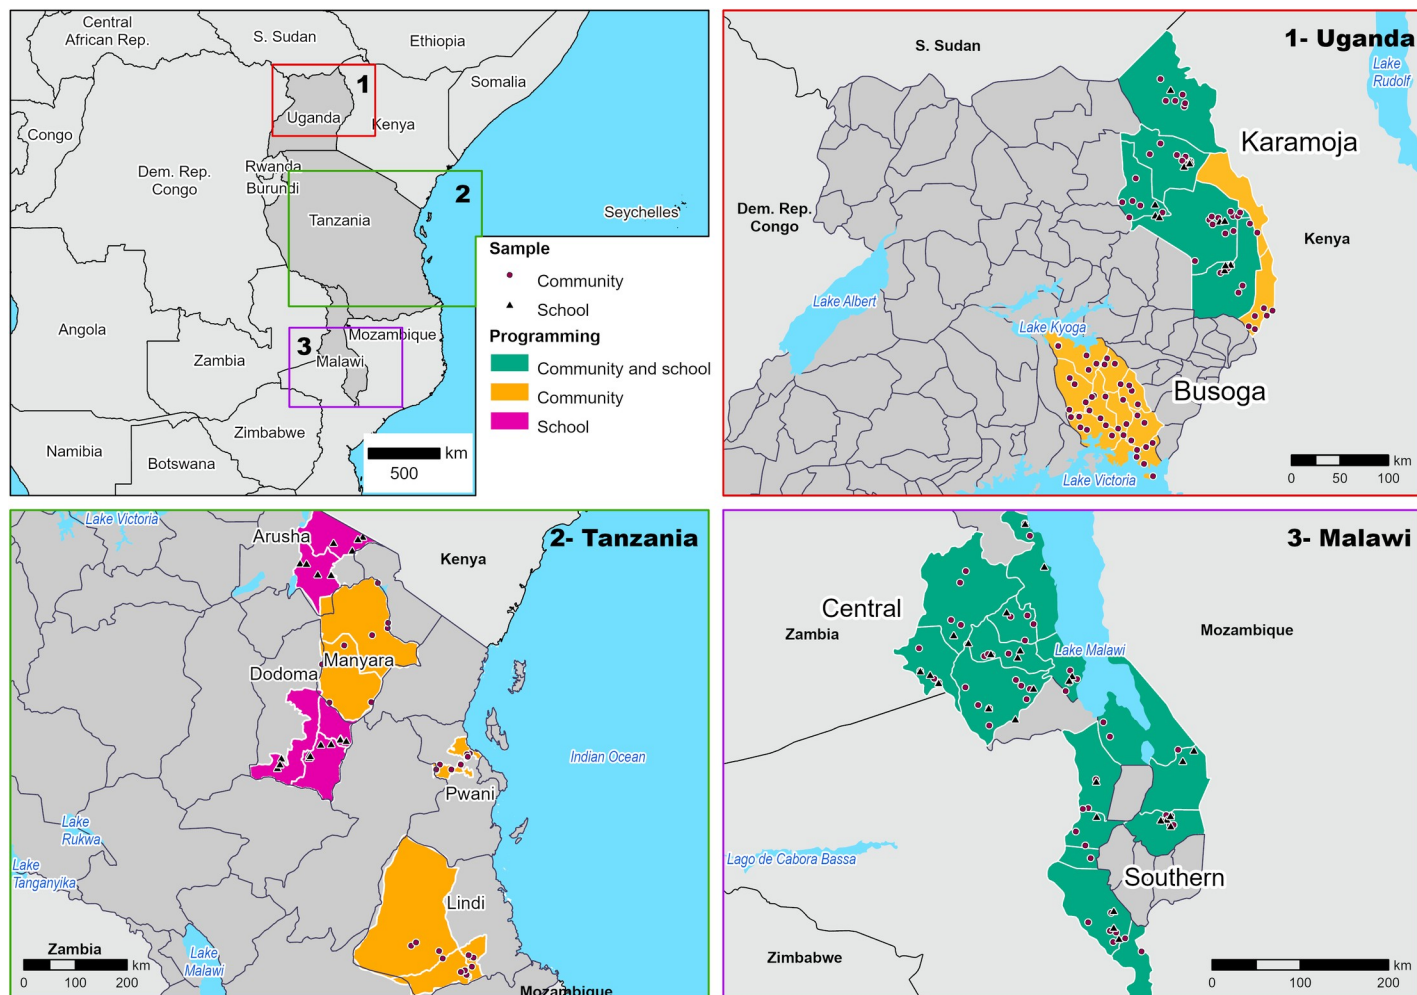 Central
African Rep.
S. Sudan
Ethiopia
Somalia
1
Uganda
Kenya
Congo
Dem. Rep.
Congo
Rwanda
Burundi
2
Tanzania
Seychelles
Angola
Zambia
3
Malawi
Mozambique
Zimbabwe
Namibia
Botswana
km
500
Sample
Community
School
Programming
Community and school
Community
School
1- Uganda
S. Sudan
Lake
Rudolf
Karamoja
Dem. Rep.
Congo
Kenya
Lake Albert
Lake Kyoga
Busoga
Lake Victoria
km
0 50 100
2- Tanzania
Lake Victoria
Arusha
Kenya
Manyara
Dodoma
Indian Ocean
Pwani
Lake
Rukwa
Lake
Tanganyika
Lindi
Zambia
Lake
Malawi
km
0 100 200
Mozambique
3- Malawi
Central
Zambia
Mozambique
Lake Malawi
Lago de Cabora Bassa
Southern
Zimbabwe
km
0 100 200